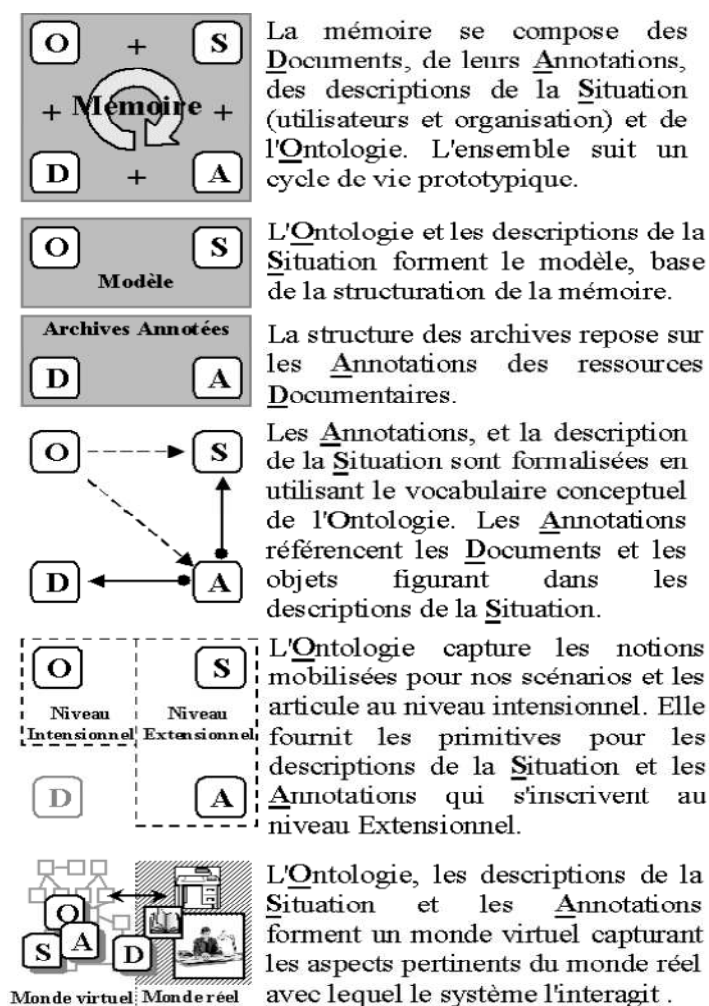 O + S
+ Mémoire +
D + A
La mémoire se compose des
Documents, de leurs Annotations,
des descriptions de la Situation
(utilisateurs et organisation) et de
l'Ontologie. L'ensemble suit un
cycle de vie prototypique.
O S
Modèle
L'Ontologie et les descriptions de la
Situation forment le modèle, base
de la structuration de la mémoire.
Archives Annotées
D A
La structure des archives repose sur
les Annotations des ressources
Documentaires.
O S
D A
Les Annotations, et la description
de la Situation sont formalisées en
utilisant le vocabulaire conceptuel
de l'Ontologie. Les Annotations
référencent les Documents et les
objets figurant dans les
descriptions de la Situation.
O S
Niveau Niveau
Intensionnel Extensionnel
D A
L'Ontologie capture les notions
mobilisées pour nos scénarios et les
articule au niveau intensionnel. Elle
fournit les primitives pour les
descriptions de la Situation et les
Annotations qui s'inscrivent au
niveau Extensionnel.
O
S A D
Monde virtuel Monde réel
L'Ontologie, les descriptions de la
Situation et les Annotations
forment un monde virtuel capturant
les aspects pertinents du monde réel
avec lequel le système l'interagit .